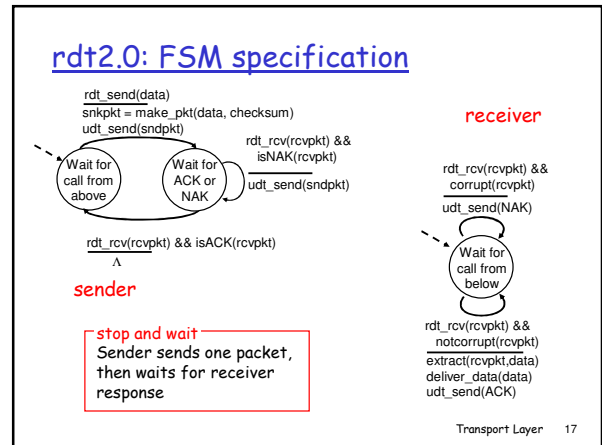 rdt2.0: FSM specification
rdt_send(data)
snkpkt = make_pkt(data, checksum)
udt_send(sndpkt)
Wait for
call from
above
Wait for
ACK or
NAK
rdt_rcv(rcvpkt) &&
isNAK(rcvpkt)
udt_send(sndpkt)
rdt_rcv(rcvpkt) && isACK(rcvpkt)
Λ
sender
stop and wait
Sender sends one packet,
then waits for receiver
response
receiver
rdt_rcv(rcvpkt) &&
corrupt(rcvpkt)
udt_send(NAK)
Wait for
call from
below
rdt_rcv(rcvpkt) &&
notcorrupt(rcvpkt)
extract(rcvpkt,data)
deliver_data(data)
udt_send(ACK)
Transport Layer 17